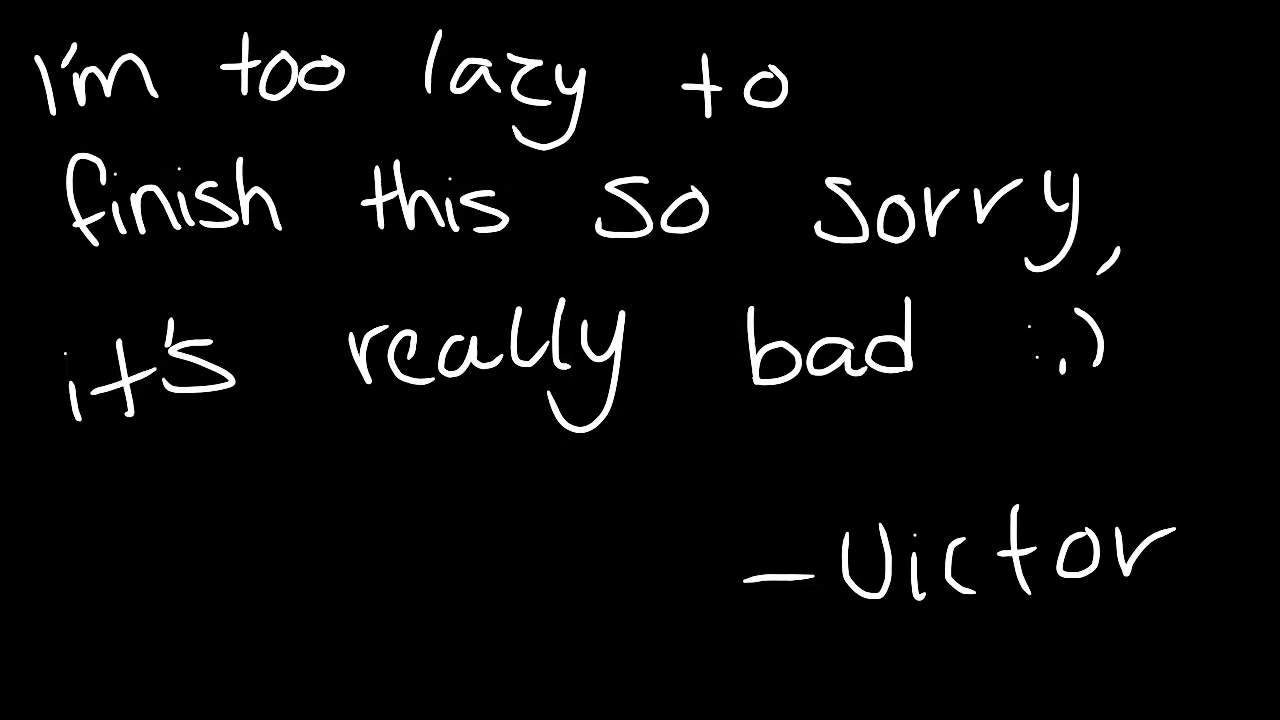 I'm too lazy to
finish this so sorry,
it's really bad :,)
-Victor